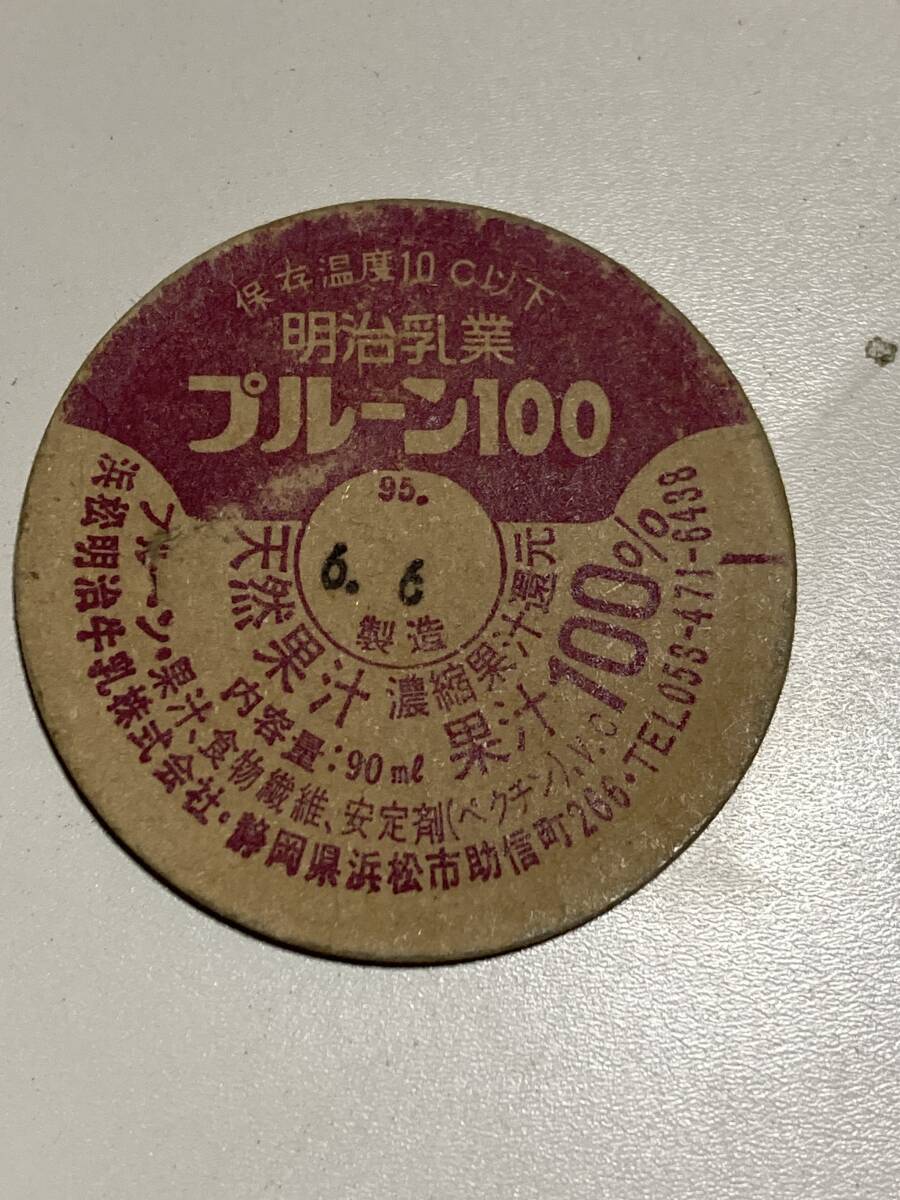 保存温度10℃以下
明治乳業
プルーン100
95.
6. 6
製造
天然果汁
濃縮果汁還元
果汁100%
内容量:90ml
プルーン・果汁、食物繊維、安定剤(ペクチン)、V.C
浜松明治牛乳株式会社・静岡県浜松市助信町266・TEL053-471-6438